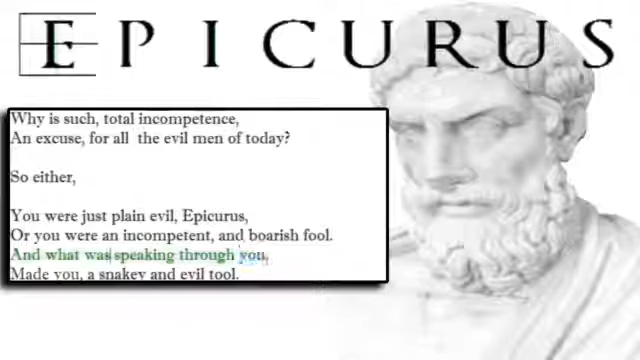 EPICURUS
Why is such, total incompetence,
An excuse, for all the evil men of today?
So either,
You were just plain evil, Epicurus,
Or you were an incompetent, and boarish fool.
And what was speaking through you,
Made you, a snakey and evil tool.